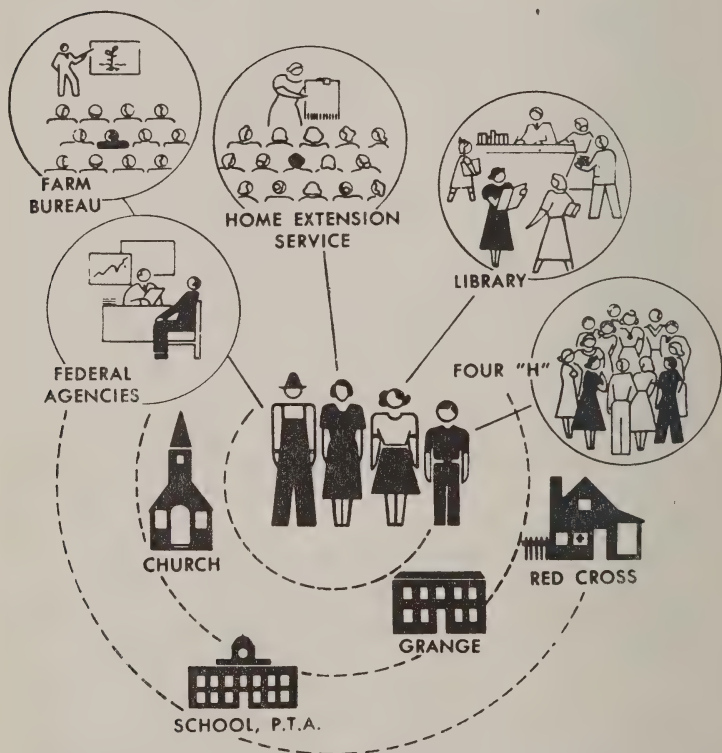 FARM
BUREAU
HOME EXTENSION
SERVICE
LIBRARY
FEDERAL
AGENCIES
FOUR "H"
CHURCH
RED CROSS
GRANGE
SCHOOL, P.T.A.